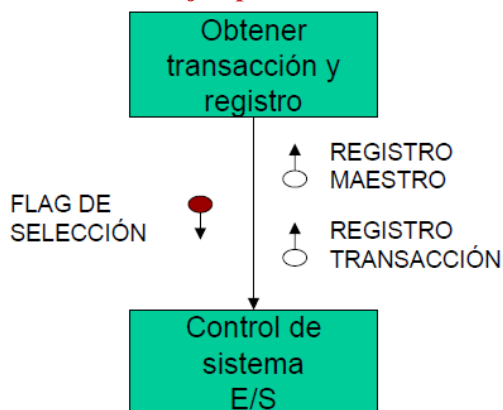 Obtener
transacción y
registro
REGISTRO
MAESTRO
FLAG DE
SELECCIÓN
REGISTRO
TRANSACCIÓN
Control de
sistema
E/S